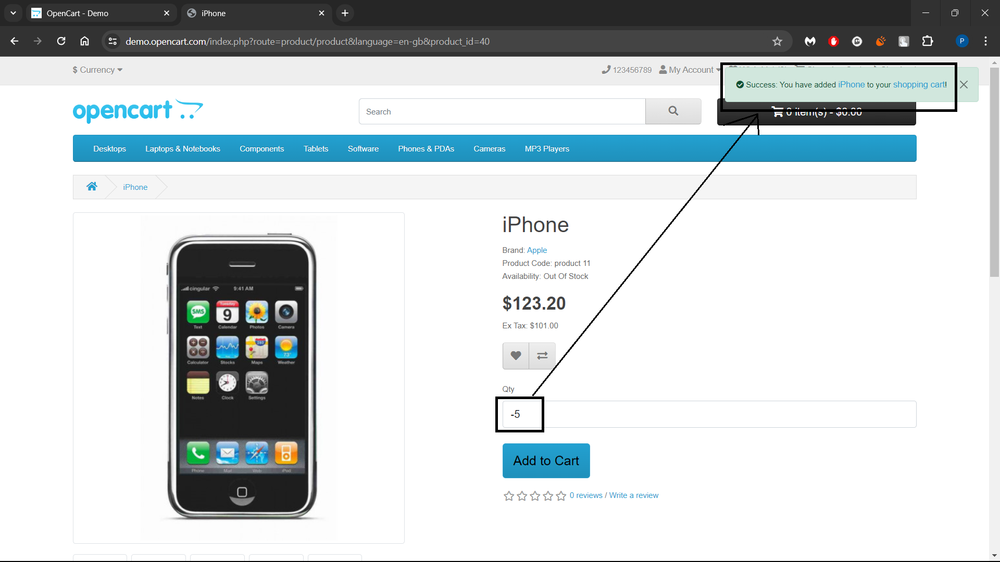 OpenCart - Demo
iPhone
demo.opencart.com/index.php?route=product/product&language=en-gb&product_id=40
P
$ Currency
123456789
My Account
Success: You have added iPhone to your shopping cart!
opencart
Search
0 item(s) - $0.00
Desktops
Laptops & Notebooks
Components
Tablets
Software
Phones & PDAs
Cameras
MP3 Players
iPhone
iPhone
Brand: Apple
Product Code: product 11
Availability: Out Of Stock
$123.20
Ex Tax: $101.00
Qty
-5
Add to Cart
0 reviews / Write a review
cingular
9:41 AM
SMS
Tuesday
9
280
73°
Text
Calendar
Photos
Camera
Calculator
Stocks
Maps
Weather
Notes
Clock
Settings
Phone
Mail
Web
iPod